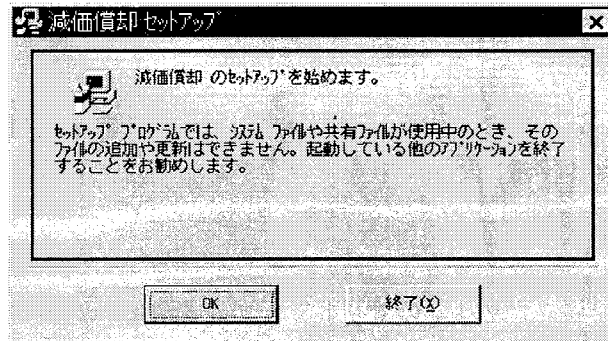 減価償却 ｾｯﾄｱｯﾌﾟ
減価償却 のｾｯﾄｱｯﾌﾟを始めます。
ｾｯﾄｱｯﾌﾟ ﾌﾟﾛｸﾞﾗﾑでは、ｼｽﾃﾑ ﾌｧｲﾙや共有ﾌｧｲﾙが使用中のとき、その
ﾌｧｲﾙの追加や更新はできません。起動している他のｱﾌﾟﾘｹｰｼｮﾝを終了
することをお勧めします。
OK
終了(X)